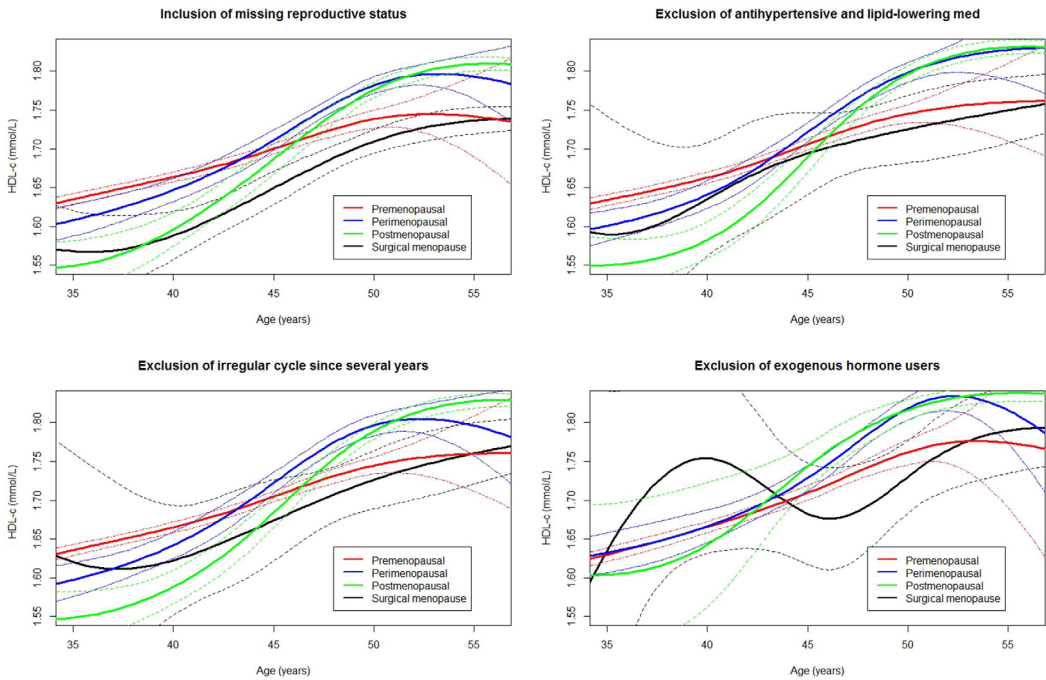 Inclusion of missing reproductive status
HDL-c (mmol/L)
1.80
1.75
1.70
1.65
1.60
1.55
Premenopausal
Perimenopausal
Postmenopausal
Surgical menopause
35 40 45 50 55
Age (years)
Exclusion of antihypertensive and lipid-lowering med
HDL-c (mmol/L)
1.80
1.75
1.70
1.65
1.60
1.55
Premenopausal
Perimenopausal
Postmenopausal
Surgical menopause
35 40 45 50 55
Age (years)
Exclusion of irregular cycle since several years
HDL-c (mmol/L)
1.80
1.75
1.70
1.65
1.60
1.55
Premenopausal
Perimenopausal
Postmenopausal
Surgical menopause
35 40 45 50 55
Age (years)
Exclusion of exogenous hormone users
HDL-c (mmol/L)
1.80
1.75
1.70
1.65
1.60
1.55
Premenopausal
Perimenopausal
Postmenopausal
Surgical menopause
35 40 45 50 55
Age (years)